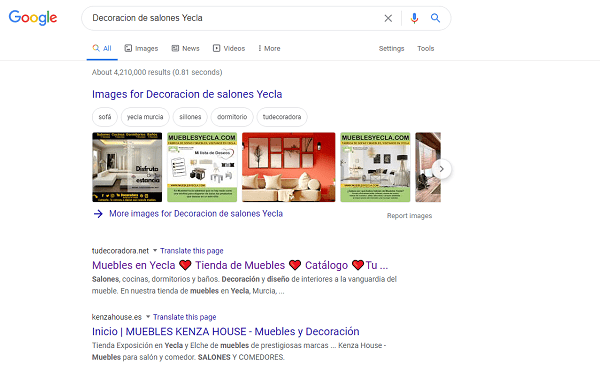 Google
Decoracion de salones Yecla
All Images News Videos More Settings Tools
About 4,210,000 results (0.81 seconds)
Images for Decoracion de salones Yecla
sofá yecla murcia sillones dormitorio tudecoradora
MUEBLESYECLA.COM MUEBLESYECLA.COM
Mi lista de Deseos
Disfruta
de tu
estancia
More images for Decoracion de salones Yecla Report images
tudecoradora.net Translate this page
Muebles en Yecla ❤ Tienda de Muebles ❤ Catálogo ❤Tu ...
Salones, cocinas, dormitorios y baños. Decoración y diseño de interiores a la vanguardia del
mueble. En nuestra tienda de muebles en Yecla, Murcia, ...
kenzahouse.es Translate this page
Inicio | MUEBLES KENZA HOUSE - Muebles y Decoración
Tienda Exposición en Yecla y Elche de muebles de prestigiosas marcas ... Kenza House -
Muebles para salón y comedor. SALONES Y COMEDORES.